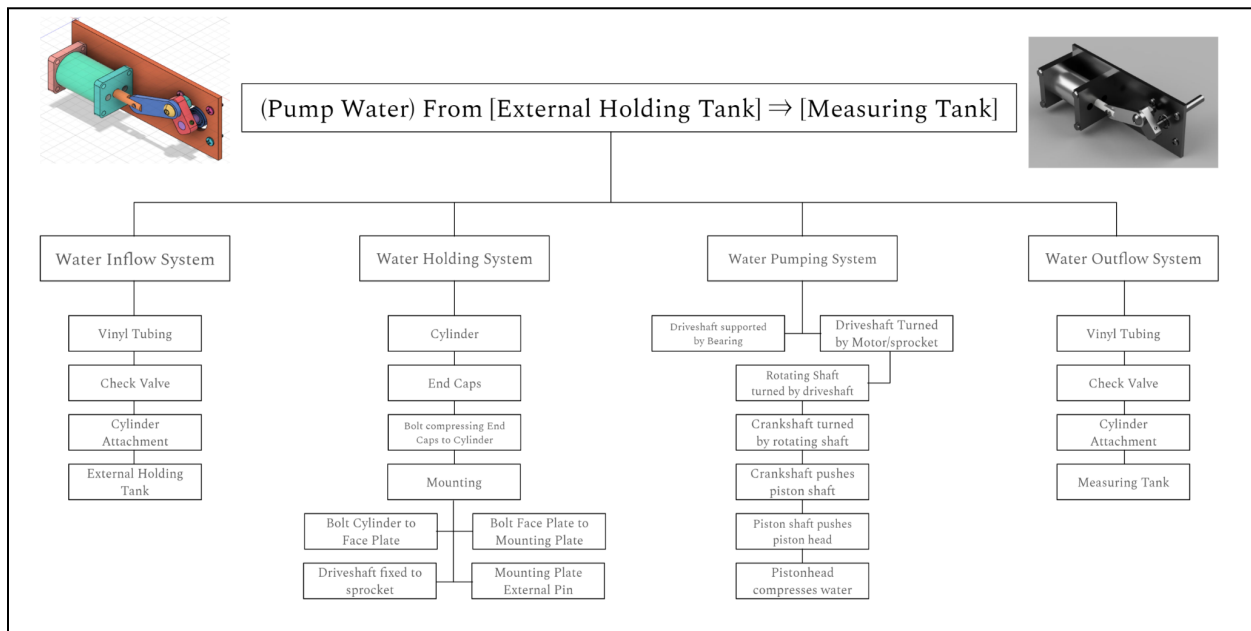 (Pump Water) From [External Holding Tank] ⇒ [Measuring Tank]
Water Inflow System
Vinyl Tubing
Check Valve
Cylinder
Attachment
External Holding
Tank
Water Holding System
Cylinder
End Caps
Bolt compressing End
Caps to Cylinder
Mounting
Bolt Cylinder to
Face Plate
Bolt Face Plate to
Mounting Plate
Driveshaft fixed to
sprocket
Mounting Plate
External Pin
Water Pumping System
Driveshaft supported
by Bearing
Driveshaft Turned
by Motor/sprocket
Rotating Shaft
turned by driveshaft
Crankshaft turned
by rotating shaft
Crankshaft pushes
piston shaft
Piston shaft pushes
piston head
Pistonhead
compresses water
Water Outflow System
Vinyl Tubing
Check Valve
Cylinder
Attachment
Measuring Tank